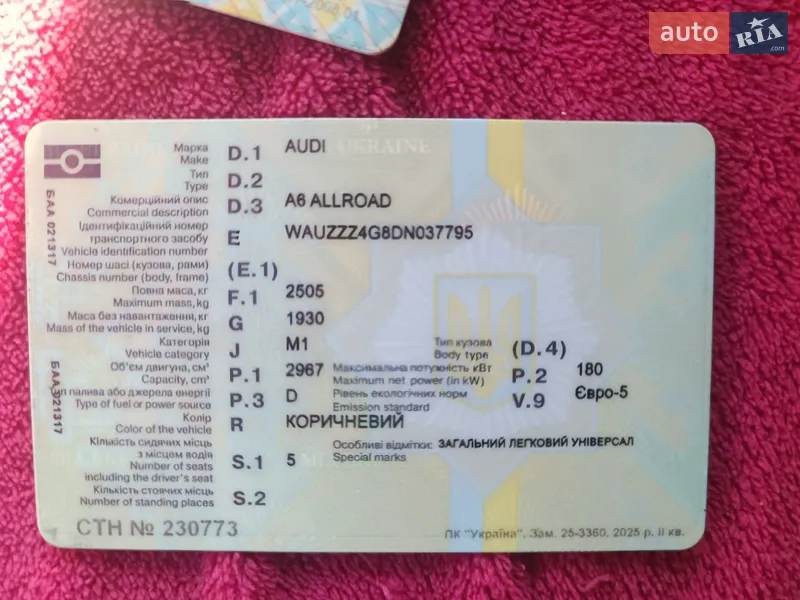 auto RIA .com
UKRAINE
Марка
Make D.1 AUDI
Тип
Type D.2
Комерційний опис
Commercial description D.3 A6 ALLROAD
Ідентифікаційний номер
транспортного засобу
Vehicle identification number E WAUZZZ4G8DN037795
Номер шасі (кузова, рами)
Chassis number (body, frame) (E.1)
Повна маса, кг
Maximum mass, kg F.1 2505
Маса без навантаження, кг
Mass of the vehicle in service, kg G 1930
Категорія
Vehicle category J M1
Тип кузова
Body type (D.4)
Об'єм двигуна, см³
Capacity, cm³ P.1 2967
Максимальна потужність кВт
Maximum net power (in kW) P.2 180
п палива або джерела енергії
Type of fuel or power source P.3 D
Рівень екологічних норм
Emission standard V.9 Євро-5
Колір
Color of the vehicle R КОРИЧНЕВИЙ
Кількість сидячих місць
з місцем водія
Number of seats
including the driver's seat S.1 5
Особливі відмітки: ЗАГАЛЬНИЙ ЛЕГКОВИЙ УНІВЕРСАЛ
Special marks
Кількість стоячих місць
Number of standing places S.2
СТН № 230773
ПК "Україна". Зам. 25-3360. 2025 р. II кв.
БАА 021317
БАА 021317